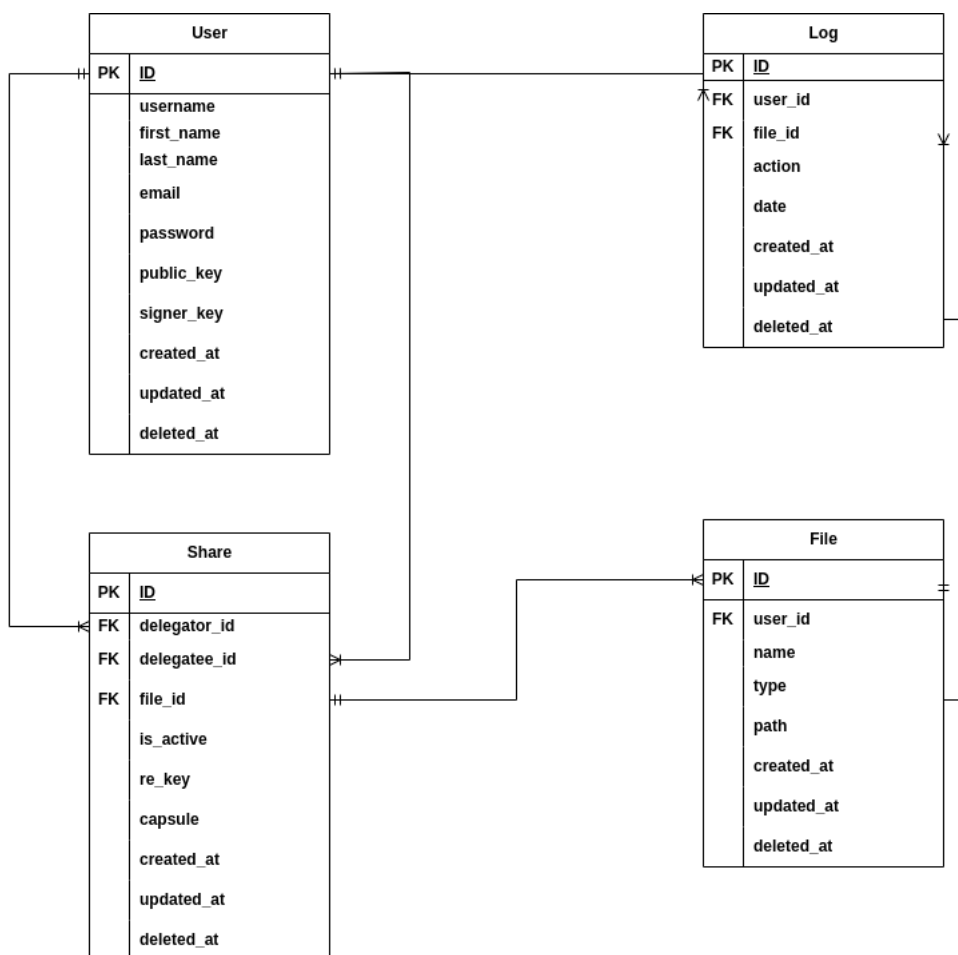 User
PK ID
username
first_name
last_name
email
password
public_key
signer_key
created_at
updated_at
deleted_at
Log
PK ID
FK user_id
FK file_id
action
date
created_at
updated_at
deleted_at
Share
PK ID
FK delegator_id
FK delegatee_id
FK file_id
is_active
re_key
capsule
created_at
updated_at
deleted_at
File
PK ID
FK user_id
name
type
path
created_at
updated_at
deleted_at